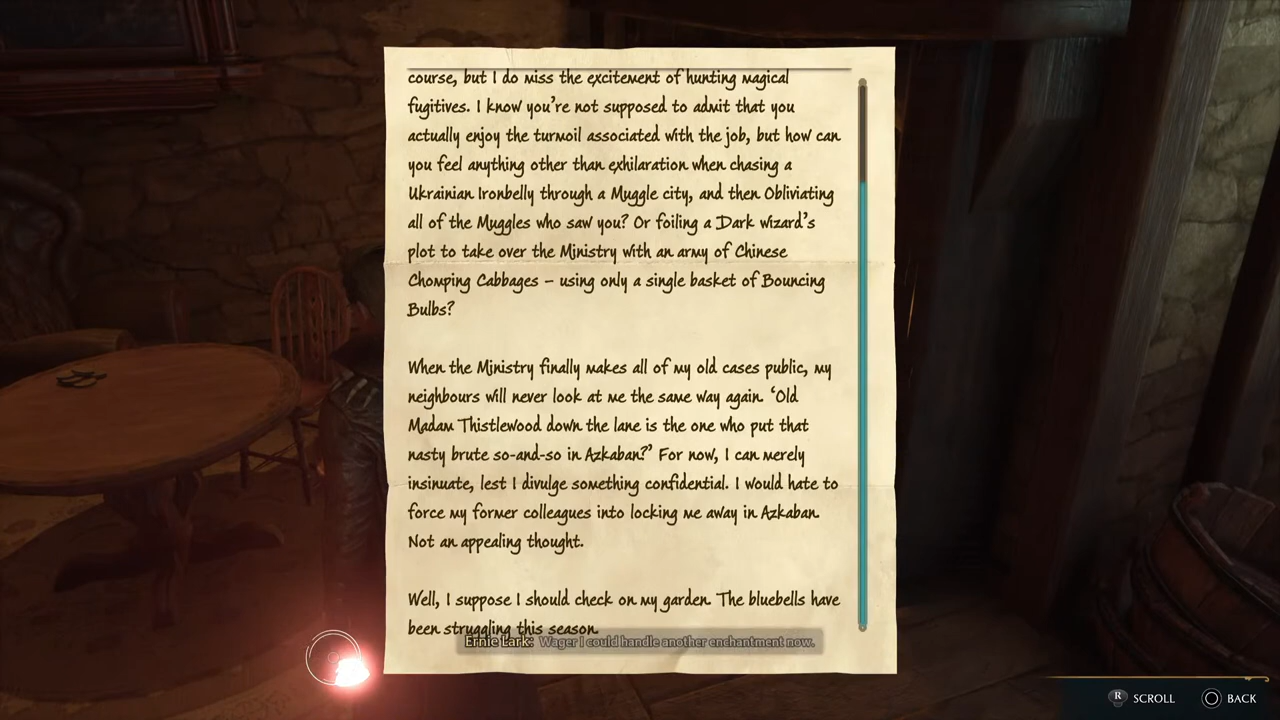 course, but I do miss the excitement of hunting magical
fugitives. I know you're not supposed to admit that you
actually enjoy the turmoil associated with the job, but how can
you feel anything other than exhilaration when chasing a
Ukrainian Ironbelly through a Muggle city, and then Obliviating
all of the Muggles who saw you? Or foiling a Dark wizard's
plot to take over the Ministry with an army of Chinese
Chomping Cabbages – using only a single basket of Bouncing
Bulbs?
When the Ministry finally makes all of my old cases public, my
neighbours will never look at me the same way again. 'Old
Madam Thistlewood down the lane is the one who put that
nasty brute so-and-so in Azkaban?' For now, I can merely
insinuate, lest I divulge something confidential. I would hate to
force my former colleagues into locking me away in Azkaban.
Not an appealing thought.
Well, I suppose I should check on my garden. The bluebells have
been struggling this season.
Ernie Lark: Wager I could handle another enchantment now.
R SCROLL BACK